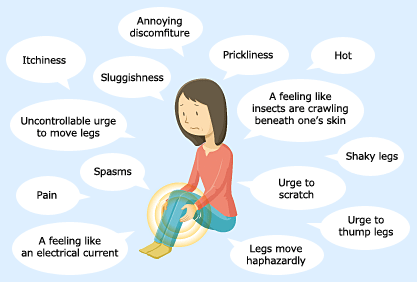 Annoying
discomfiture
Itchiness
Sluggishness
Prickliness
Hot
A feeling like
insects are crawling
beneath one's skin
Uncontrollable urge
to move legs
Shaky legs
Spasms
Urge to
scratch
Pain
Urge to
thump legs
A feeling like
an electrical current
Legs move
haphazardly